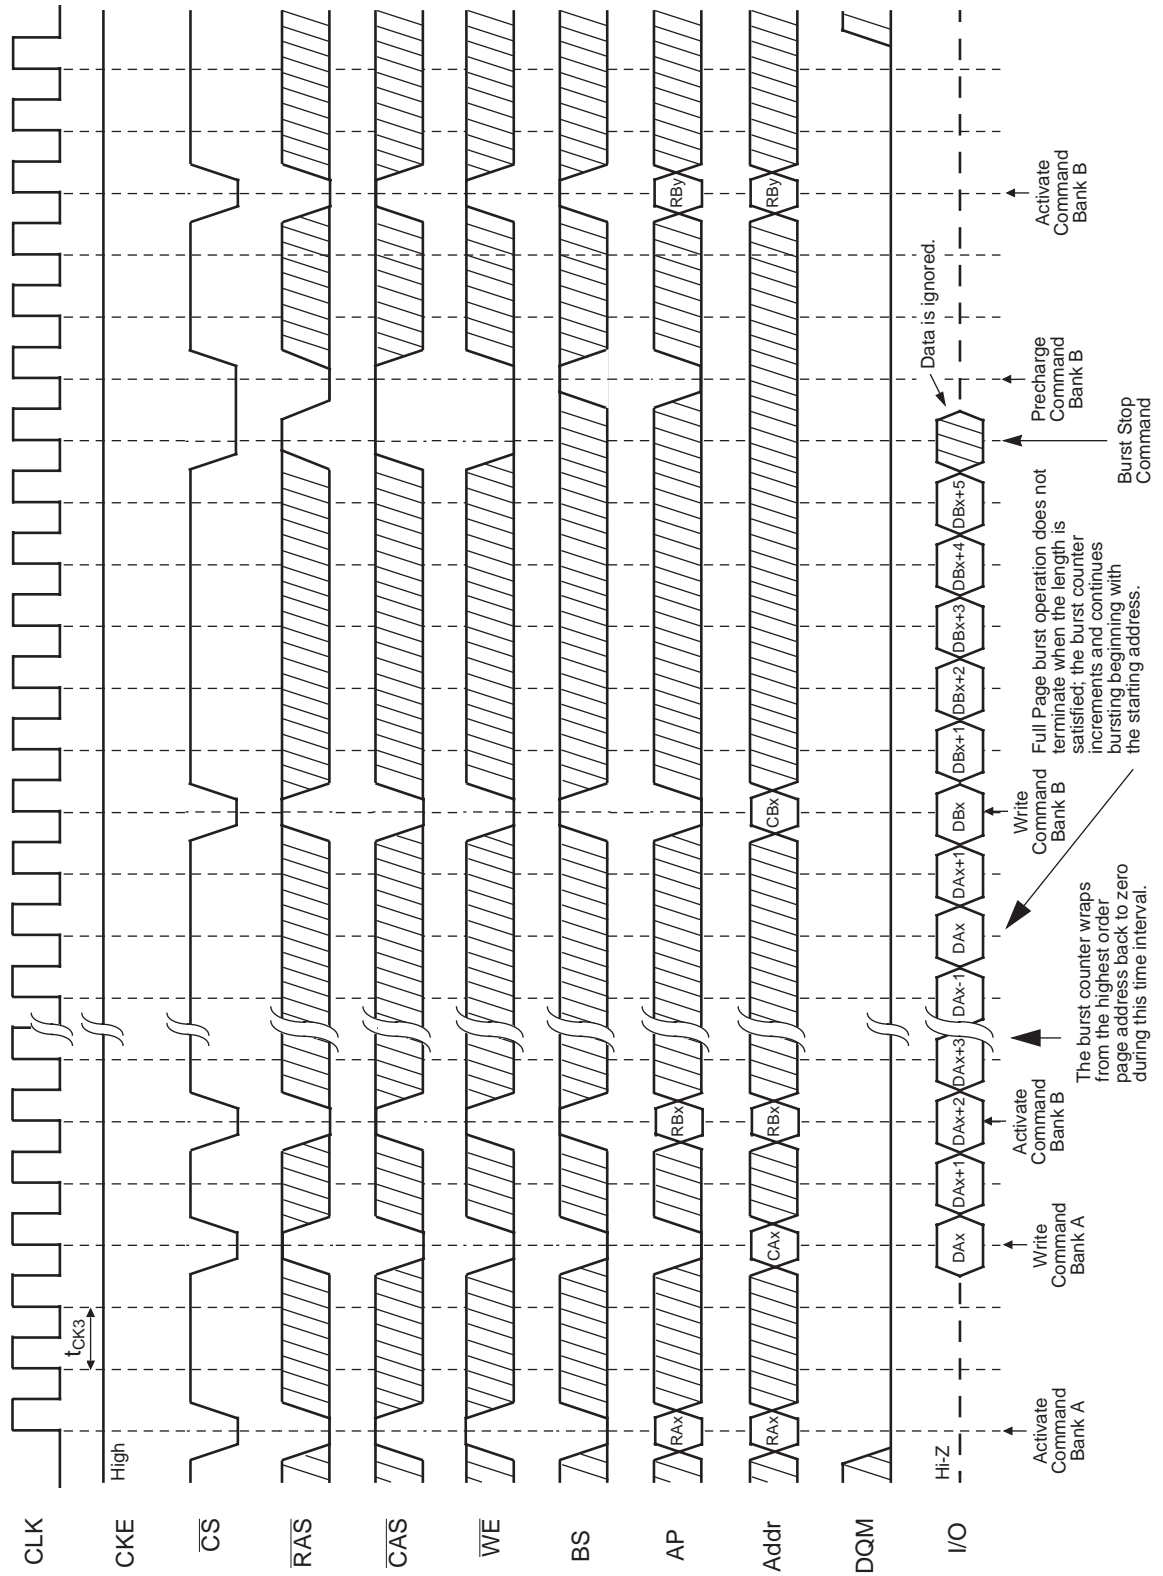 CLK
CKE
CS
RAS
CAS
WE
BS
AP
Addr
DQM
I/O
tCK3
High
RAx
RBx
RBy
RAx
CAx
RBx
CBx
RBy
Hi-Z
DAx
DAx+1
DAx+2
DAx+3
DAx-1
DAx
DAx+1
DBx
DBx+1
DBx+2
DBx+3
DBx+4
DBx+5
Data is ignored.
Activate
Command
Bank A
Write
Command
Bank A
Activate
Command
Bank B
The burst counter wraps
from the highest order
page address back to zero
during this time interval.
Write
Command
Bank B
Full Page burst operation does not
terminate when the length is
satisfied; the burst counter
increments and continues
bursting beginning with
the starting address.
Burst Stop
Command
Precharge
Command
Bank B
Activate
Command
Bank B